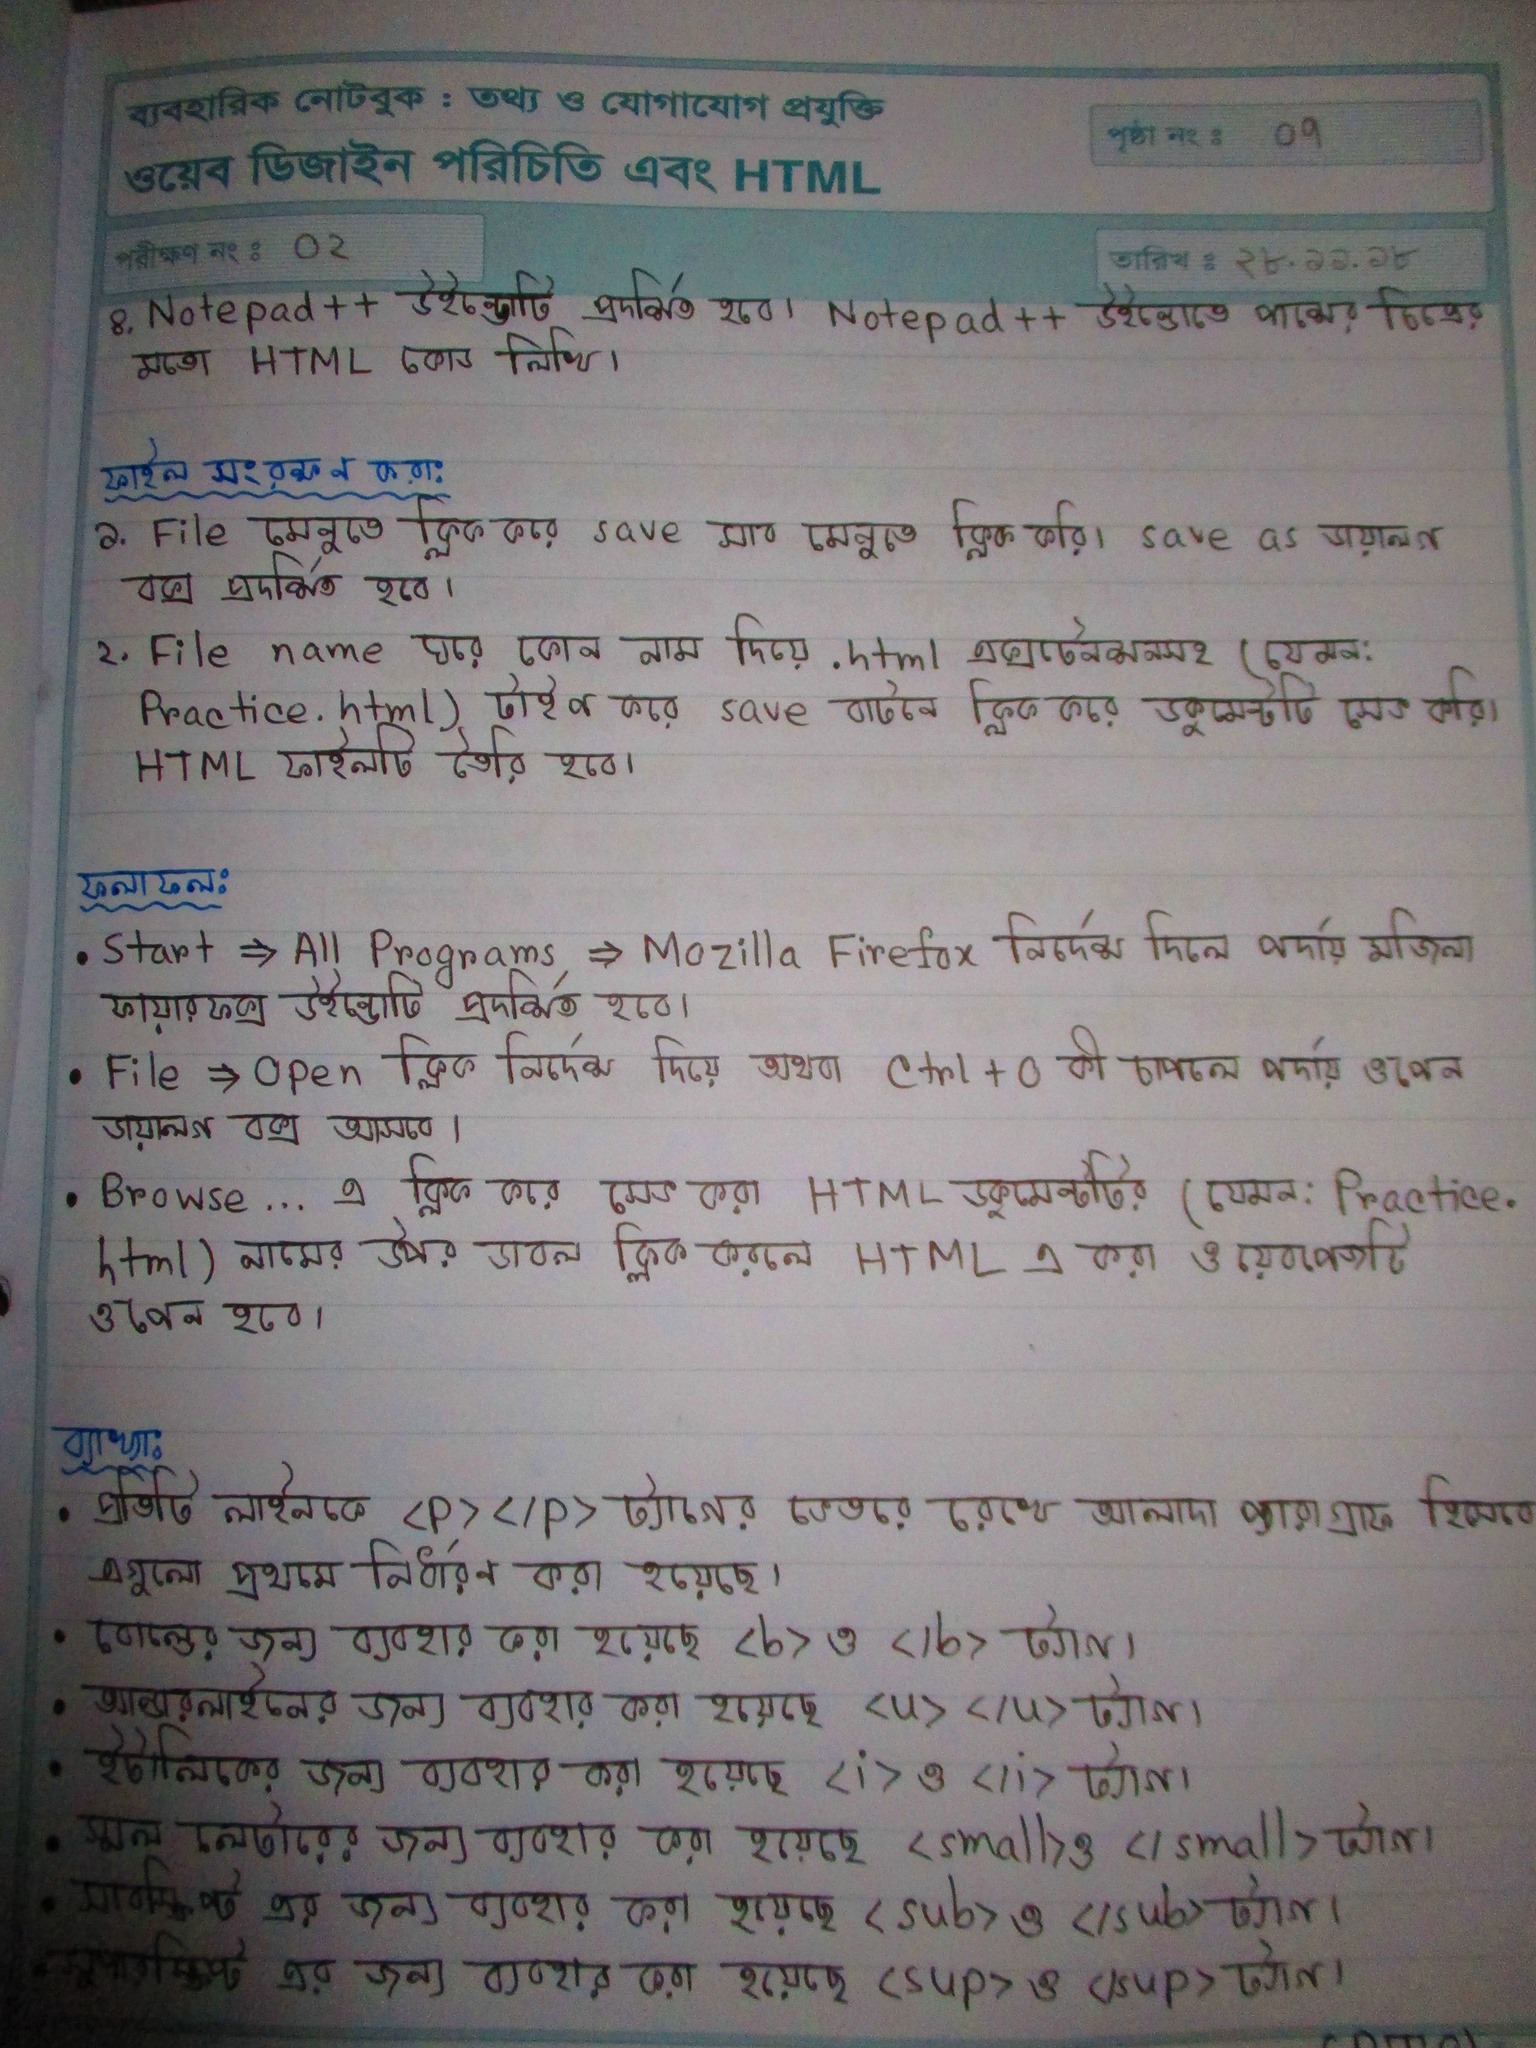 ব্যবহারিক নোটবুক : তথ্য ও যোগাযোগ প্রযুক্তি
ওয়েব ডিজাইন পরিচিতি এবং HTML
পৃষ্ঠা নং : ০৭
পরীক্ষণ নং : ০২
তারিখ : ২৮.১১.১৮
৪. Notepad++ উইন্ডোটি প্রদর্শিত হবে। Notepad++ উইন্ডোতে পাশের চিত্রের
মতো HTML কোড লিখি।
ফাইল সংরক্ষন করা:
১. File মেনুতে ক্লিক করে save সাব মেনুতে ক্লিক করি। save as ডায়ালগ
বক্স প্রদর্শিত হবে।
২. File name ঘরে কোন নাম দিয়ে .html এক্সটেনশনসহ (যেমন:
Practice.html) টাইপ করে save বাটনে ক্লিক করে ডকুমেন্টটি সেভ করি।
HTML ফাইলটি তৈরি হবে।
ফলাফল:
• Start ⇒ All Programs ⇒ Mozilla Firefox নির্দেশ দিলে পর্দায় মজিলা
ফায়ারফক্স উইন্ডোটি প্রদর্শিত হবে।
• File ⇒ Open ক্লিক নির্দেশ দিয়ে অথবা Ctrl+O কী চাপলে পর্দায় ওপেন
ডায়ালগ বক্স আসবে।
• Browse... এ ক্লিক করে সেভ করা HTML ডকুমেন্টটির (যেমন: Practice.
html) নামের উপর ডাবল ক্লিক করলে HTML এ করা ওয়েবপেজটি
ওপেন হবে।
ব্যাখ্যা:
• প্রতিটি লাইনকে <p></p> ট্যাগের ভেতরে রেখে আলাদা প্যারাগ্রাফ হিসেবে
এগুলো প্রথমে নির্ধারণ করা হয়েছে।
• বোল্ডের জন্য ব্যবহার করা হয়েছে <b> ও </b> ট্যাগ।
• আন্ডারলাইনের জন্য ব্যবহার করা হয়েছে <u> </u> ট্যাগ।
• ইটালিকের জন্য ব্যবহার করা হয়েছে <i> ও </i> ট্যাগ।
• স্মল লেটারের জন্য ব্যবহার করা হয়েছে <small>ও </small> ট্যাগ।
• সাবস্ক্রিপ্ট এর জন্য ব্যবহার করা হয়েছে <sub> ও </sub> ট্যাগ।
• সুপারস্ক্রিপ্ট এর জন্য ব্যবহার করা হয়েছে <sup> ও </sup> ট্যাগ।